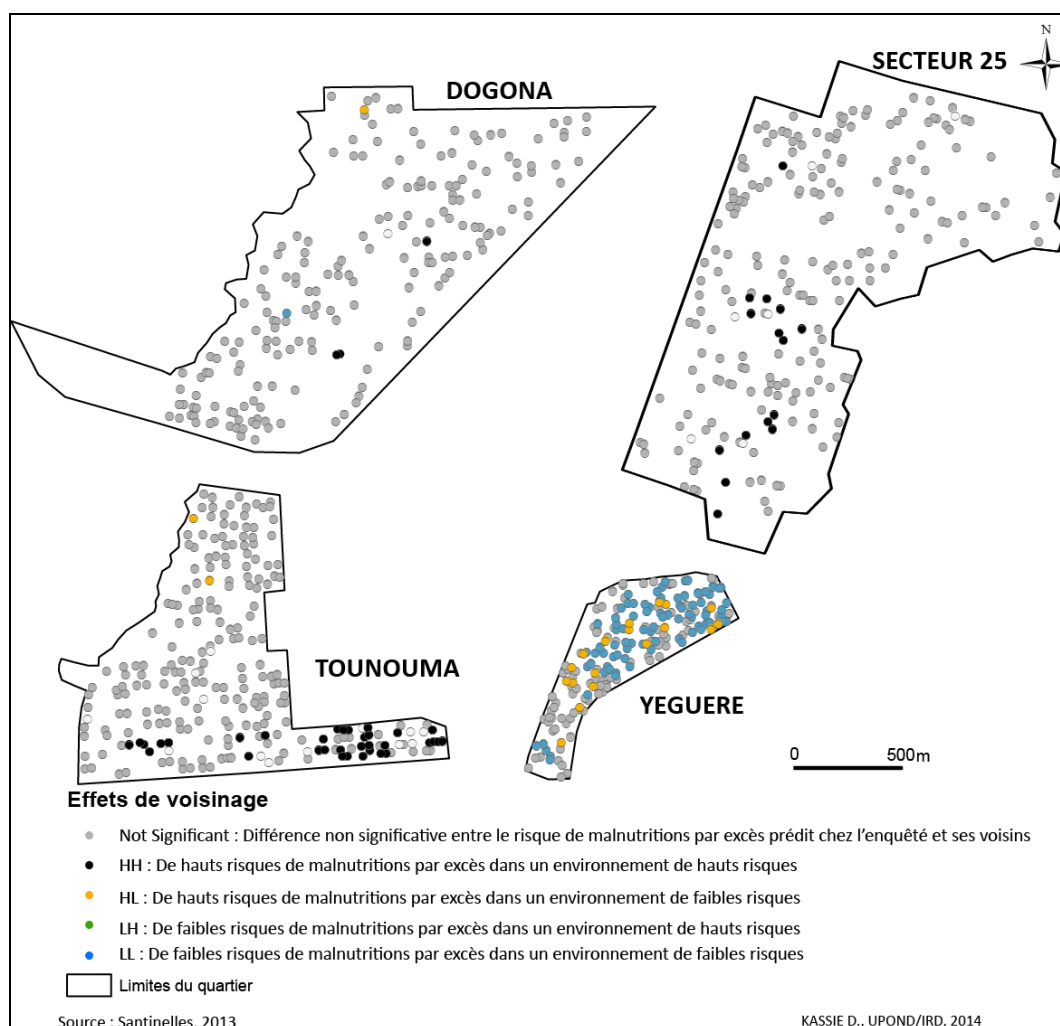 N
SECTEUR 25
DOGONA
TOUNOUMA
YEGUERE
0 500m
Effets de voisinage
Not Significant : Différence non significative entre le risque de malnutritions par excès prédit chez l'enquêté et ses voisins
HH : De hauts risques de malnutritions par excès dans un environnement de hauts risques
HL : De hauts risques de malnutritions par excès dans un environnement de faibles risques
LH : De faibles risques de malnutritions par excès dans un environnement de hauts risques
LL : De faibles risques de malnutritions par excès dans un environnement de faibles risques
Limites du quartier
Source : Santinelles, 2013
KASSIE D., UPOND/IRD, 2014